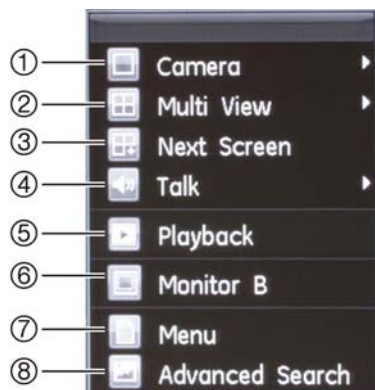 ① Camera
② Multi View
③ Next Screen
④ Talk
⑤ Playback
⑥ Monitor B
⑦ Menu
⑧ Advanced Search